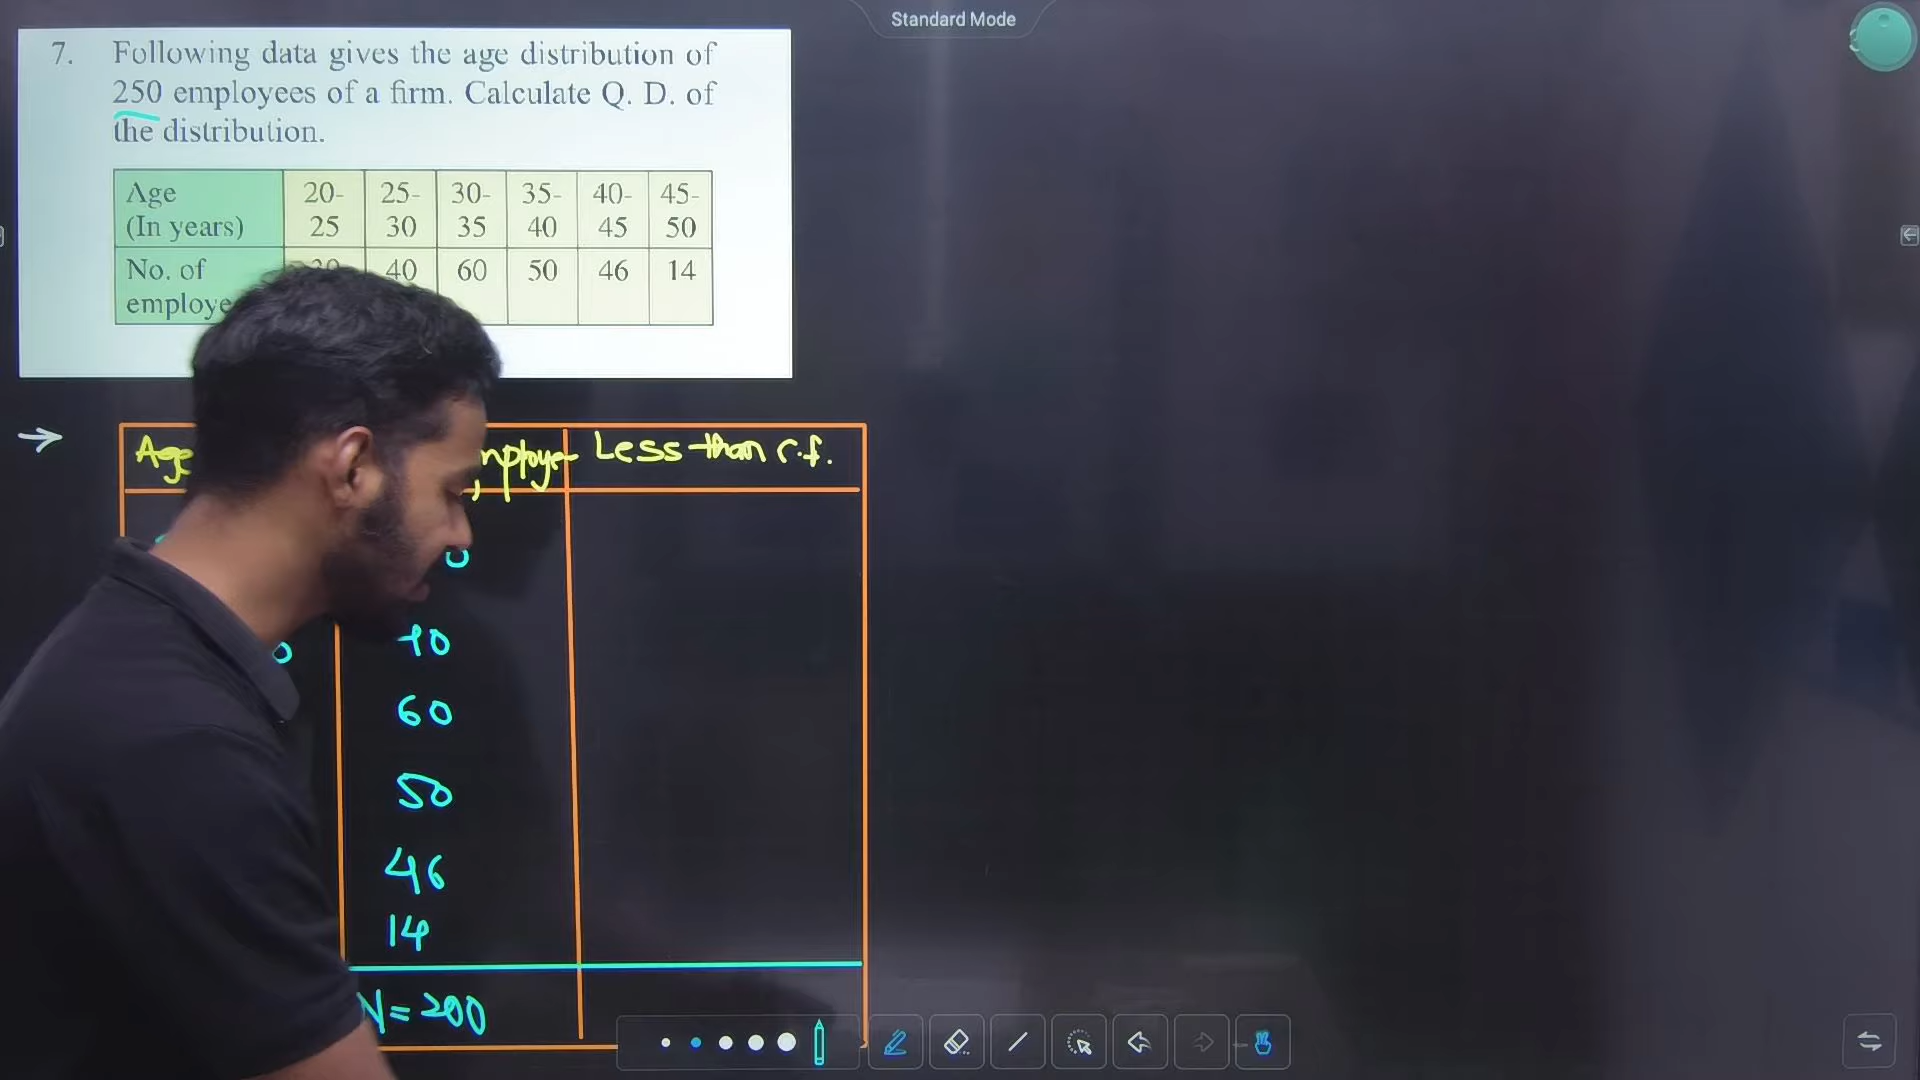 Standard Mode
7. Following data gives the age distribution of
250 employees of a firm. Calculate Q. D. of
the distribution.
Age 20- 25- 30- 35- 40- 45-
(In years) 25 30 35 40 45 50
No. of 40 60 50 46 14
→ Age Less than c.f.
60
50
46
14
N = 200